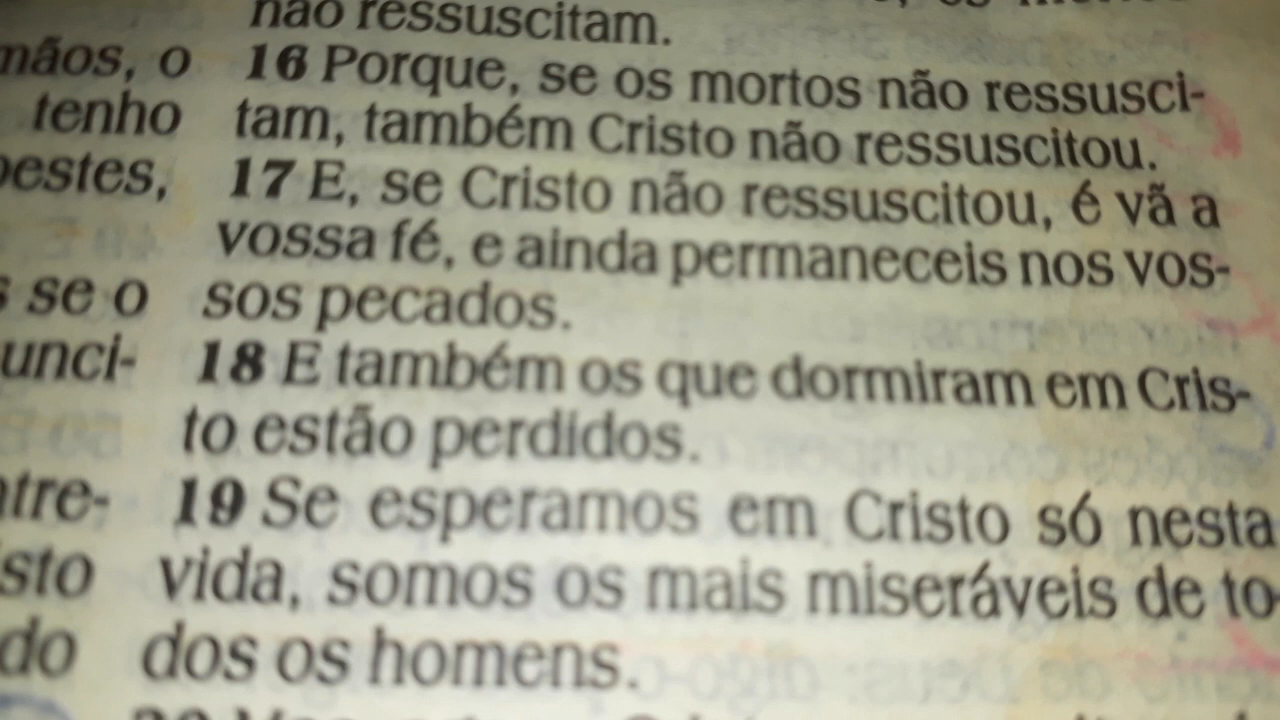 mãos, o
tenho
pestes,
s se o
unci-
ntre-
isto
do
não ressuscitam.
16 Porque, se os mortos não ressusci-
tam, também Cristo não ressuscitou.
17 E, se Cristo não ressuscitou, é vã a
vossa fé, e ainda permaneceis nos vos-
sos pecados.
18 E também os que dormiram em Cris-
to estão perdidos.
19 Se esperamos em Cristo só nesta
vida, somos os mais miseráveis de to-
dos os homens.